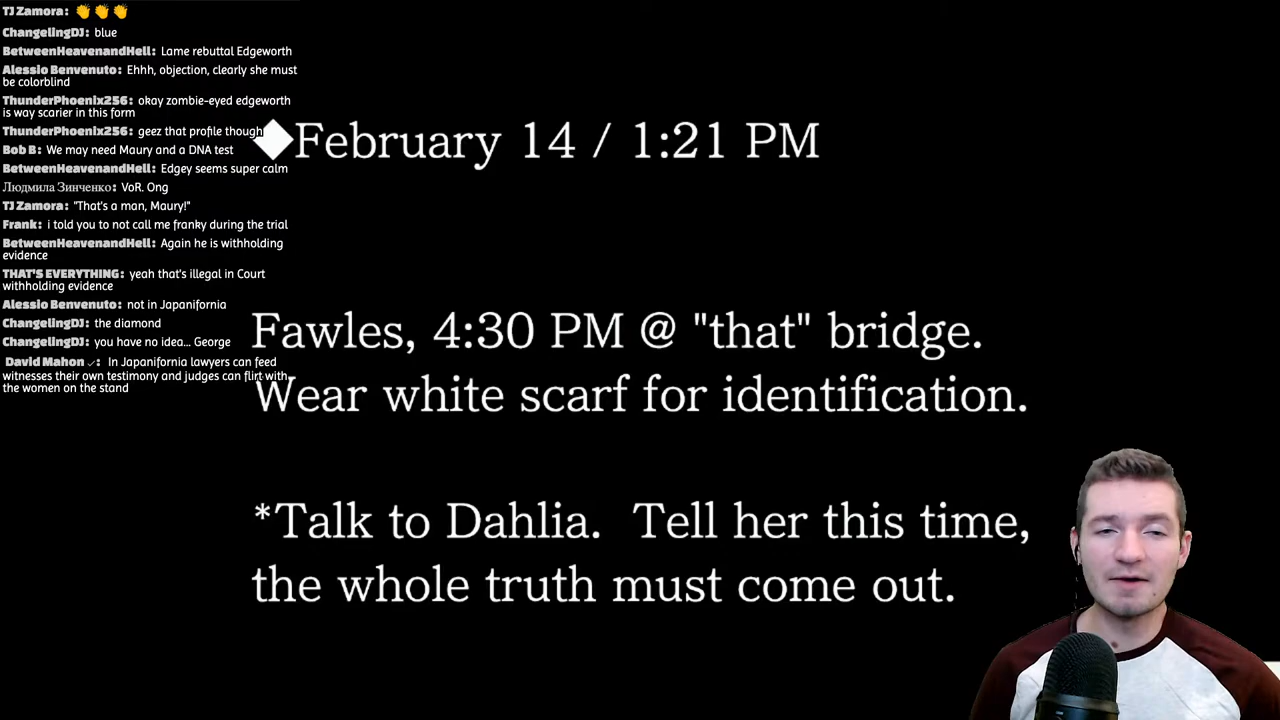 TJ Zamora: 👏👏👏
ChangelingDJ: blue
BetweenHeavenandHell: Lame rebuttal Edgeworth
Alessio Benvenuto: Ehhh, objection, clearly she must
be colorblind
ThunderPhoenix256: okay zombie-eyed edgeworth
is way scarier in this form
ThunderPhoenix256: geez that profile though
Bob B: We may need Maury and a DNA test
BetweenHeavenandHell: Edgey seems super calm
Людмила Зинченко: VoR. Ong
TJ Zamora: "That's a man, Maury!"
Frank: i told you to not call me franky during the trial
BetweenHeavenandHell: Again he is withholding
evidence
THAT'S EVERYTHING: yeah that's illegal in Court
withholding evidence
Alessio Benvenuto: not in Japanifornia
ChangelingDJ: the diamond
ChangelingDJ: you have no idea... George
David Mahon ✓: In Japanifornia lawyers can feed
witnesses their own testimony and judges can flirt with
the women on the stand
◆February 14 / 1:21 PM
Fawles, 4:30 PM @ "that" bridge.
Wear white scarf for identification.
*Talk to Dahlia. Tell her this time,
the whole truth must come out.